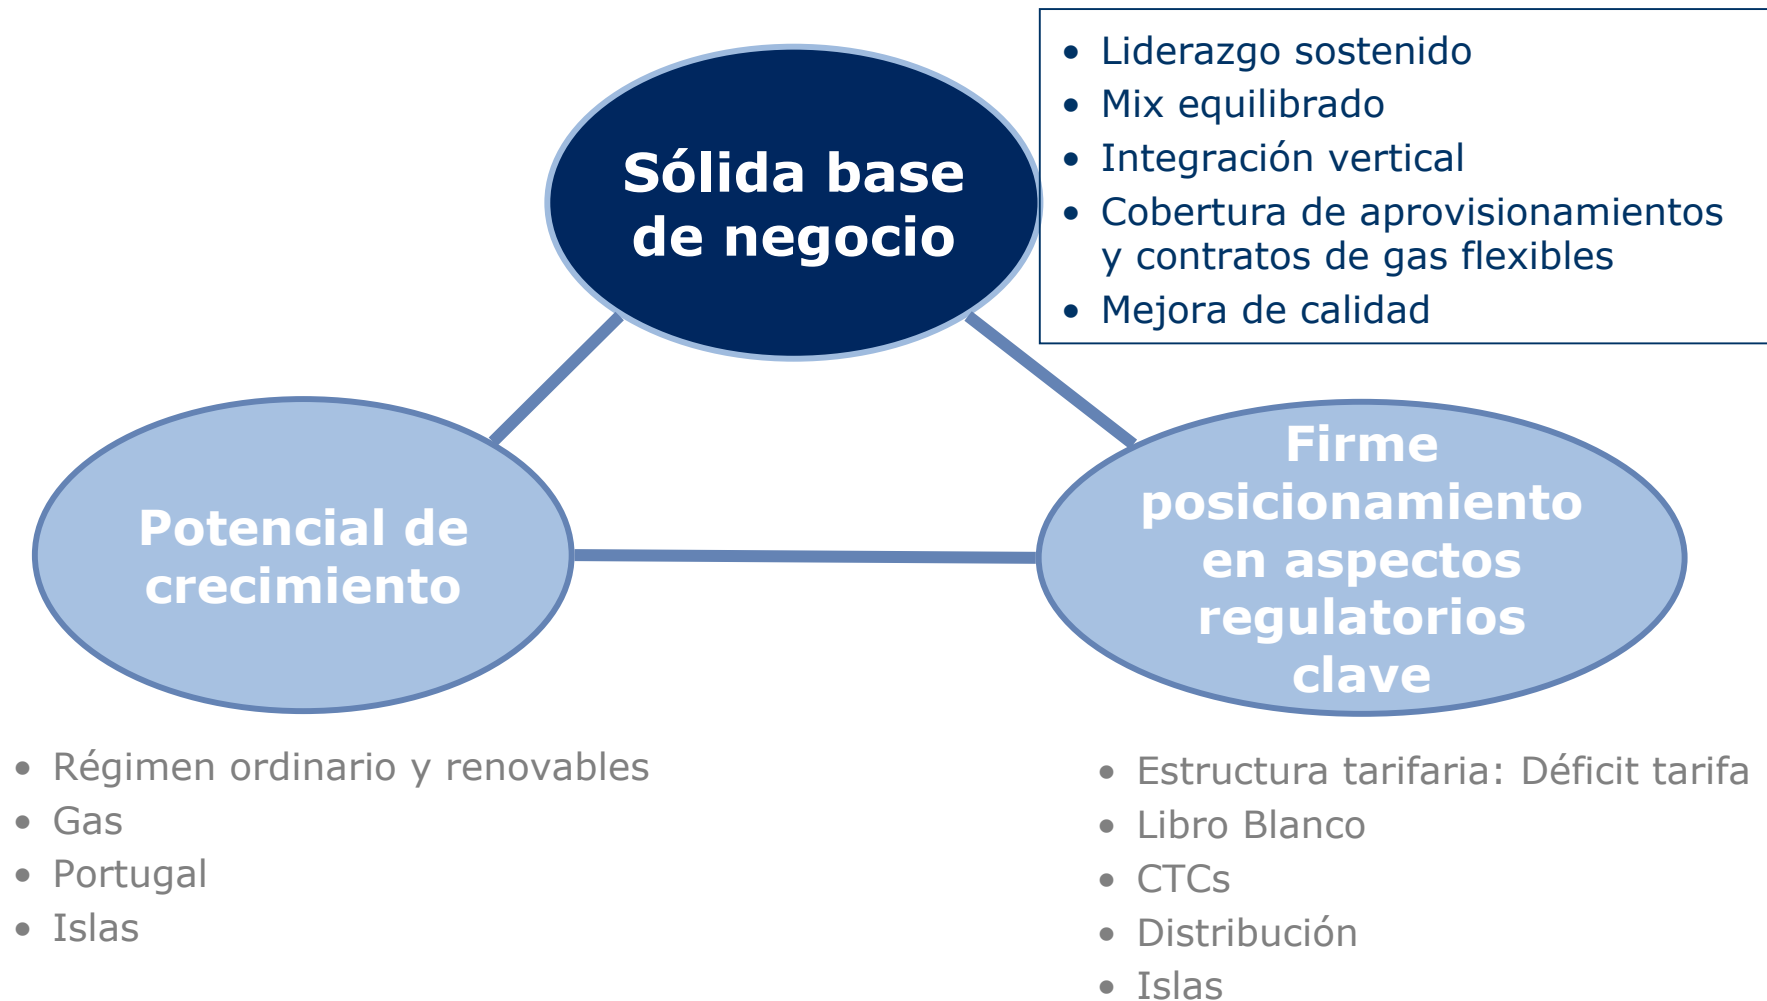 Sólida base
de negocio
• Liderazgo sostenido
• Mix equilibrado
• Integración vertical
• Cobertura de aprovisionamientos
y contratos de gas flexibles
• Mejora de calidad
Potencial de
crecimiento
• Régimen ordinario y renovables
• Gas
• Portugal
• Islas
Firme
posicionamiento
en aspectos
regulatorios
clave
• Estructura tarifaria: Déficit tarifa
• Libro Blanco
• CTCs
• Distribución
• Islas